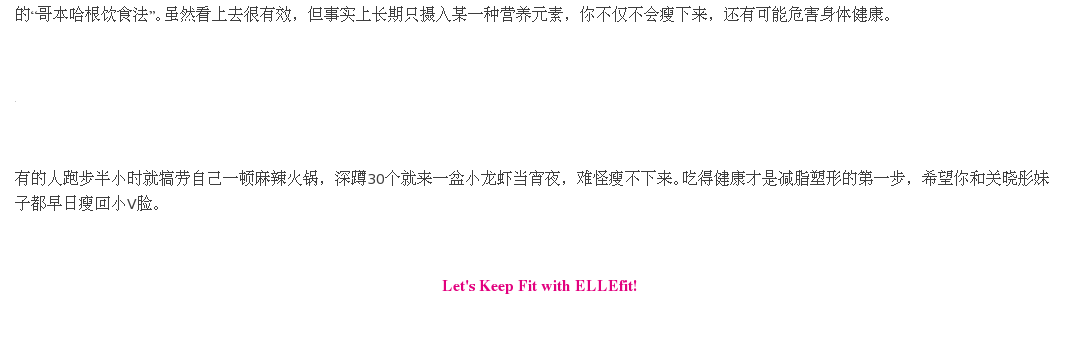 的“哥本哈根饮食法”。虽然看上去很有效，但事实上长期只摄入某一种营养元素，你不仅不会瘦下来，还有可能危害身体健康。
有的人跑步半小时就犒劳自己一顿麻辣火锅，深蹲30个就来一盆小龙虾当宵夜，难怪瘦不下来。吃得健康才是减脂塑形的第一步，希望你和关晓彤妹
子都早日瘦回小V脸。
Let's Keep Fit with ELLEfit!